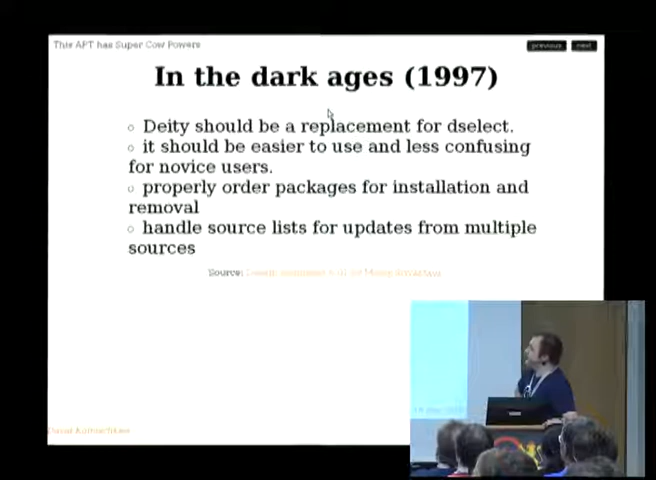 This APT has Super Cow Powers
previous next
In the dark ages (1997)
Deity should be a replacement for dselect.
it should be easier to use and less confusing
for novice users.
properly order packages for installation and
removal
handle source lists for updates from multiple
sources
Source:
David